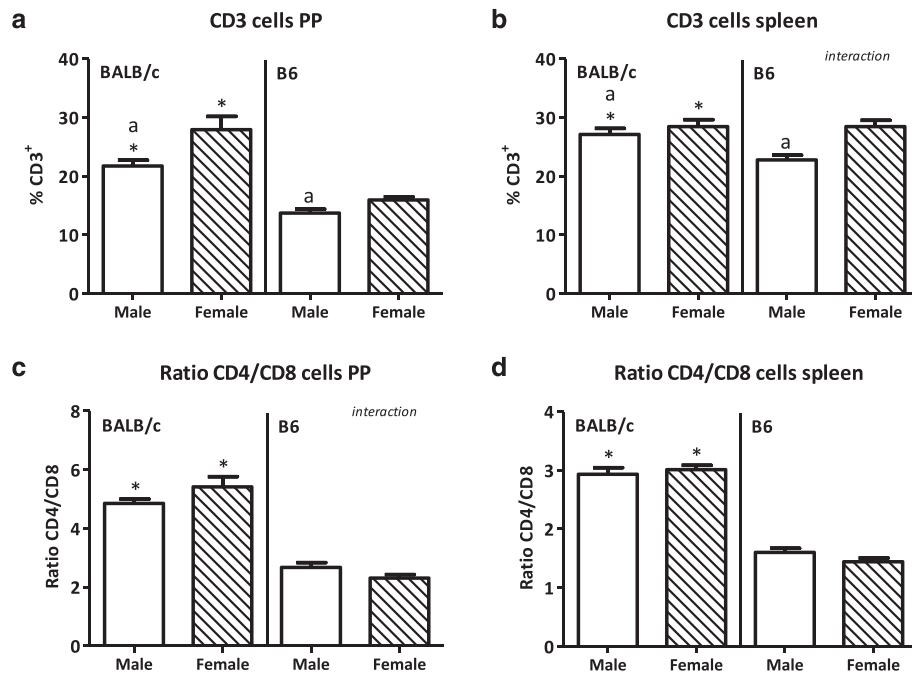 a
CD3 cells PP
% CD3+
40
30
20
10
0
BALB/c
B6
a
*
*
a
Male
Female
Male
Female
b
CD3 cells spleen
% CD3+
40
30
20
10
0
BALB/c
B6
interaction
a
*
*
a
Male
Female
Male
Female
c
Ratio CD4/CD8 cells PP
Ratio CD4/CD8
8
6
4
2
0
BALB/c
B6
interaction
*
*
Male
Female
Male
Female
d
Ratio CD4/CD8 cells spleen
Ratio CD4/CD8
4
3
2
1
0
BALB/c
B6
*
*
Male
Female
Male
Female